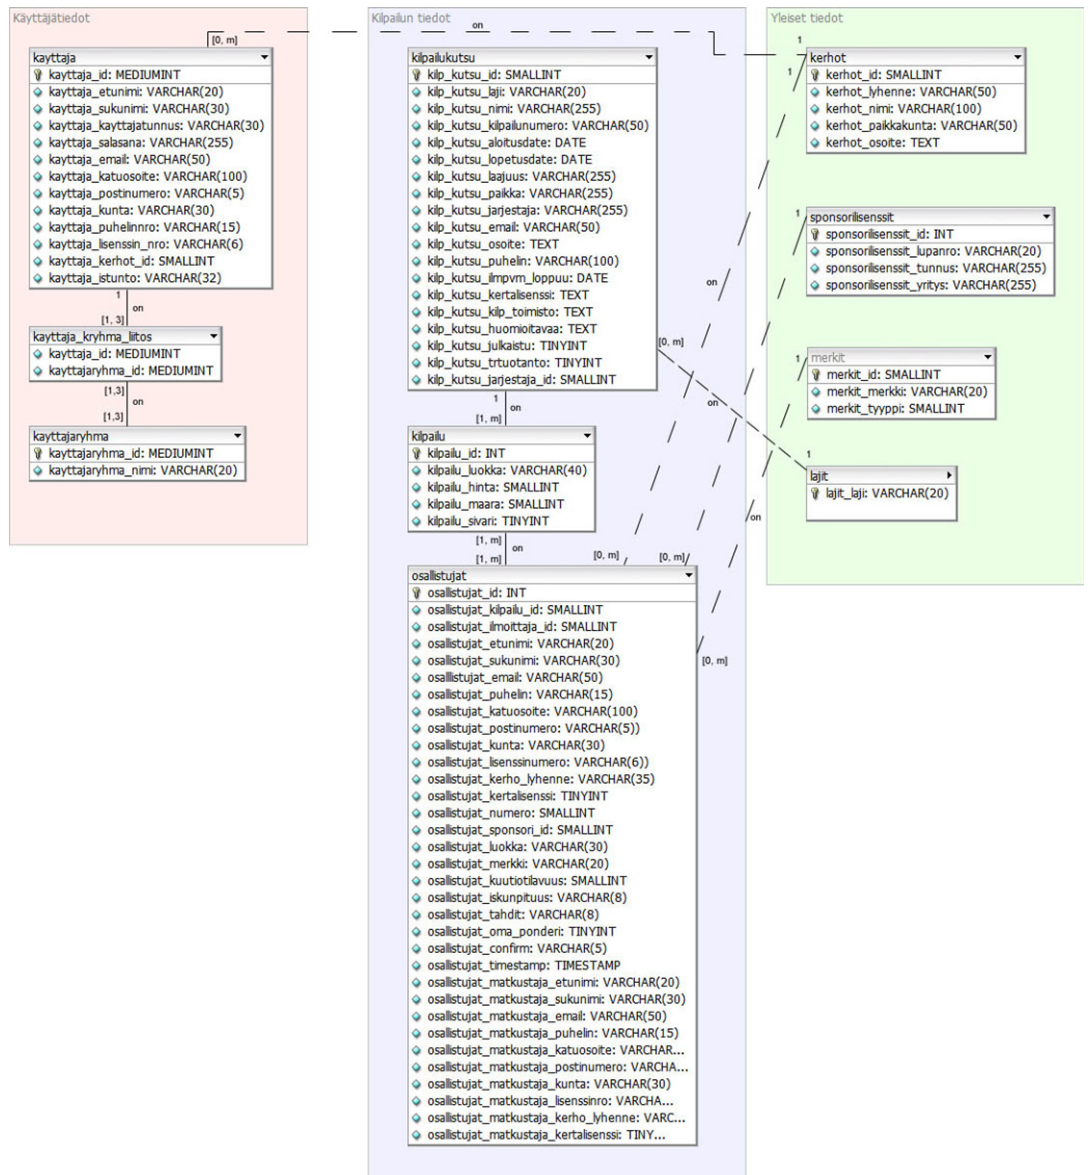 Käyttäjätiedot
[0, m]
kayttaja
kayttaja_id: MEDIUMINT
kayttaja_etunimi: VARCHAR(20)
kayttaja_sukunimi: VARCHAR(30)
kayttaja_kayttajatunnus: VARCHAR(30)
kayttaja_salasana: VARCHAR(255)
kayttaja_email: VARCHAR(50)
kayttaja_katuosoite: VARCHAR(100)
kayttaja_postinumero: VARCHAR(5)
kayttaja_kunta: VARCHAR(30)
kayttaja_puhelinnro: VARCHAR(15)
kayttaja_lisenssin_nro: VARCHAR(6)
kayttaja_kerhot_id: SMALLINT
kayttaja_istunto: VARCHAR(32)
1
on
[1, 3]
kayttaja_kryhma_liitos
kayttaja_id: MEDIUMINT
kayttajaryhma_id: MEDIUMINT
[1,3]
on
[1,3]
kayttajaryhma
kayttajaryhma_id: MEDIUMINT
kayttajaryhma_nimi: VARCHAR(20)
Kilpailun tiedot
on
kilpailukutsu
kilp_kutsu_id: SMALLINT
kilp_kutsu_laji: VARCHAR(20)
kilp_kutsu_nimi: VARCHAR(255)
kilp_kutsu_kilpailunumero: VARCHAR(50)
kilp_kutsu_aloitusdate: DATE
kilp_kutsu_lopetusdate: DATE
kilp_kutsu_laajuus: VARCHAR(255)
kilp_kutsu_paikka: VARCHAR(255)
kilp_kutsu_jarjestaja: VARCHAR(255)
kilp_kutsu_email: VARCHAR(50)
kilp_kutsu_osoite: TEXT
kilp_kutsu_puhelin: VARCHAR(100)
kilp_kutsu_ilmpvm_loppuu: DATE
kilp_kutsu_kertalisenssi: TEXT
kilp_kutsu_kilp_toimisto: TEXT
kilp_kutsu_huomioitavaa: TEXT
kilp_kutsu_julkaistu: TINYINT
kilp_kutsu_trtuotanto: TINYINT
kilp_kutsu_jarjestaja_id: SMALLINT
[0, m]
on
on
1
on
[1, m]
kilpailu
kilpailu_id: INT
kilpailu_luokka: VARCHAR(40)
kilpailu_hinta: SMALLINT
kilpailu_maara: SMALLINT
kilpailu_sivari: TINYINT
[1, m]
on
[1, m]
[0, m]
[0, m]
on
[0, m]
osallistujat
osallistujat_id: INT
osallistujat_kilpailu_id: SMALLINT
osallistujat_ilmoittaja_id: SMALLINT
osallistujat_etunimi: VARCHAR(20)
osallistujat_sukunimi: VARCHAR(30)
osalllistujat_email: VARCHAR(50)
osallistujat_puhelin: VARCHAR(15)
osallistujat_katuosoite: VARCHAR(100)
osallistujat_postinumero: VARCHAR(5))
osallistujat_kunta: VARCHAR(30)
osallistujat_lisenssinumero: VARCHAR(6))
osallistujat_kerho_lyhenne: VARCHAR(35)
osallistujat_kertalisenssi: TINYINT
osallistujat_numero: SMALLINT
osallistujat_sponsori_id: SMALLINT
osallistujat_luokka: VARCHAR(30)
osallistujat_merkki: VARCHAR(20)
osallistujat_kuutiotilavuus: SMALLINT
osallistujat_iskunpituus: VARCHAR(8)
osallistujat_tahdit: VARCHAR(8)
osallistujat_oma_ponderi: TINYINT
osallistujat_confirm: VARCHAR(5)
osallistujat_timestamp: TIMESTAMP
osallistujat_matkustaja_etunimi: VARCHAR(20)
osallistujat_matkustaja_sukunimi: VARCHAR(30)
osallistujat_matkustaja_email: VARCHAR(50)
osallistujat_matkustaja_puhelin: VARCHAR(15)
osallistujat_matkustaja_katuosoite: VARCHAR...
osallistujat_matkustaja_postinumero: VARCHA...
osallistujat_matkustaja_kunta: VARCHAR(30)
osallistujat_matkustaja_lisenssinro: VARCHA...
osallistujat_matkustaja_kerho_lyhenne: VARC...
osallistujat_matkustaja_kertalisenssi: TINY...
Yleiset tiedot
1
1
kerhot
kerhot_id: SMALLINT
kerhot_lyhenne: VARCHAR(50)
kerhot_nimi: VARCHAR(100)
kerhot_paikkakunta: VARCHAR(50)
kerhot_osoite: TEXT
1
sponsorilisenssit
sponsorilisenssit_id: INT
sponsorilisenssit_lupanro: VARCHAR(20)
sponsorilisenssit_tunnus: VARCHAR(255)
sponsorilisenssit_yritys: VARCHAR(255)
1
merkit
merkit_id: SMALLINT
merkit_merkki: VARCHAR(20)
merkit_tyyppi: SMALLINT
1
lajit
lajit_laji: VARCHAR(20)